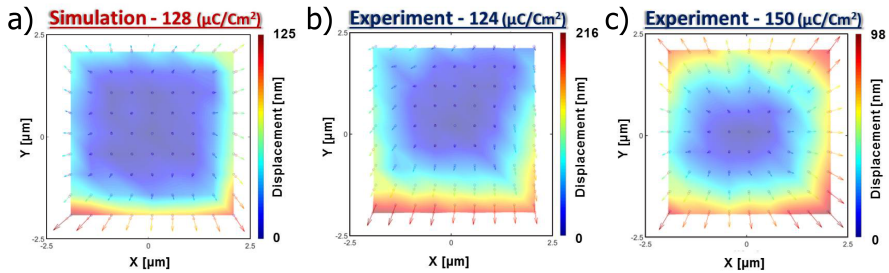 a) Simulation - 128 (µC/Cm²)
125
2.5
0
-2.5
-2.5
0
2.5
Y [µm]
X [µm]
Displacement [nm]
0
b) Experiment - 124 (µC/Cm²)
216
2.5
0
-2.5
-2.5
0
2.5
Y [µm]
X [µm]
Displacement [nm]
0
c) Experiment - 150 (µC/Cm²)
98
2.5
0
-2.5
-2.5
0
2.5
Y [µm]
X [µm]
Displacement [nm]
0